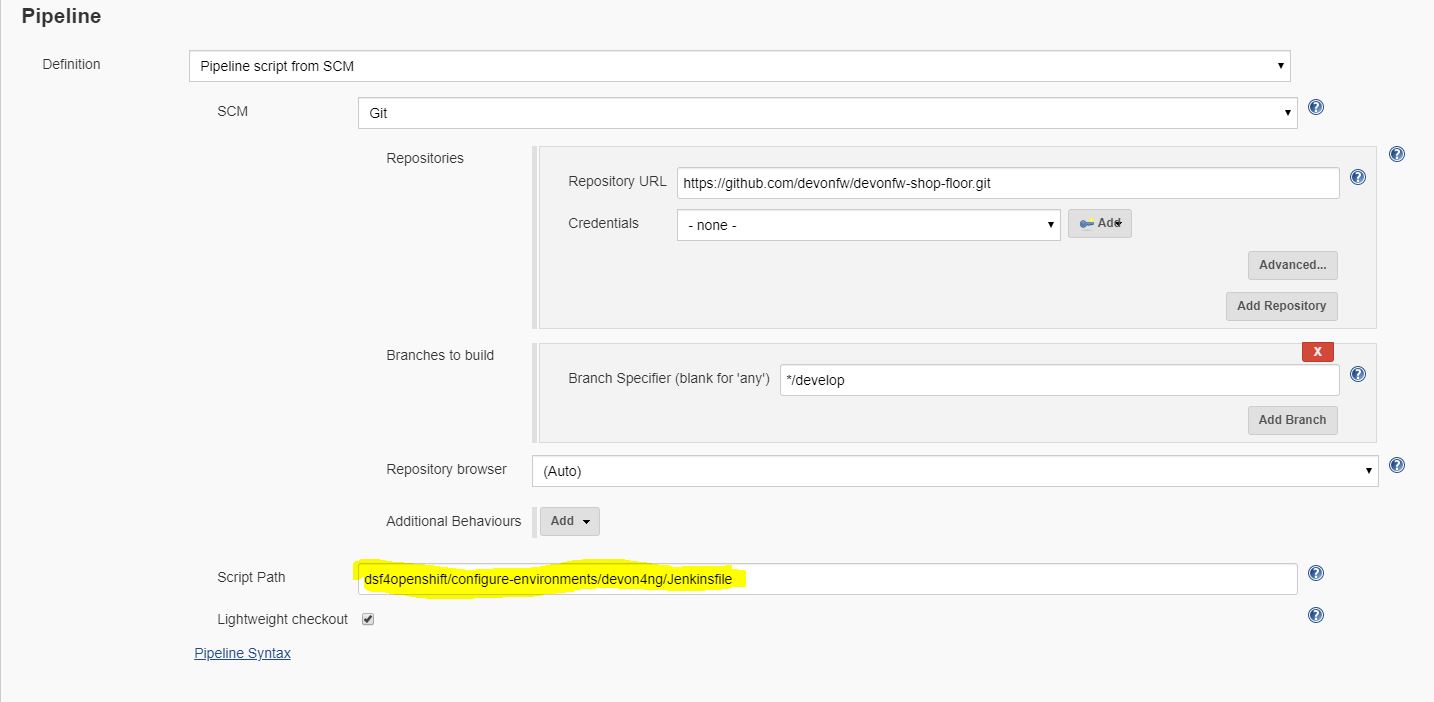 Pipeline
Definition
Pipeline script from SCM
SCM
Git
Repositories
Repository URL
https://github.com/devonfw/devonfw-shop-floor.git
Credentials
- none -
Add
Advanced...
Add Repository
Branches to build
X
Branch Specifier (blank for 'any')
*/develop
Add Branch
Repository browser
(Auto)
Additional Behaviours
Add
Script Path
dsf4openshift/configure-environments/devon4ng/Jenkinsfile
Lightweight checkout
Pipeline Syntax